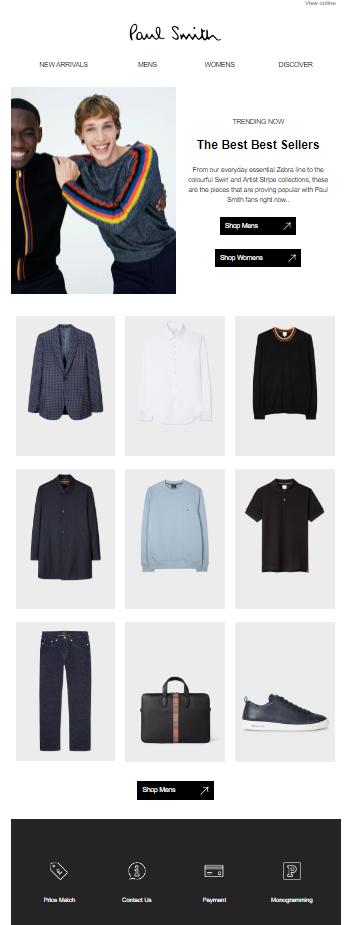 View online
Paul Smith
NEW ARRIVALS MENS WOMENS DISCOVER
TRENDING NOW
The Best Best Sellers
From our everyday essential Zebra line to the
colourful Swirl and Artist Stripe collections, these
are the pieces that are proving popular with Paul
Smith fans right now..
Shop Mens
Shop Womens
Shop Mens
Price Match Contact Us Payment Monogramming